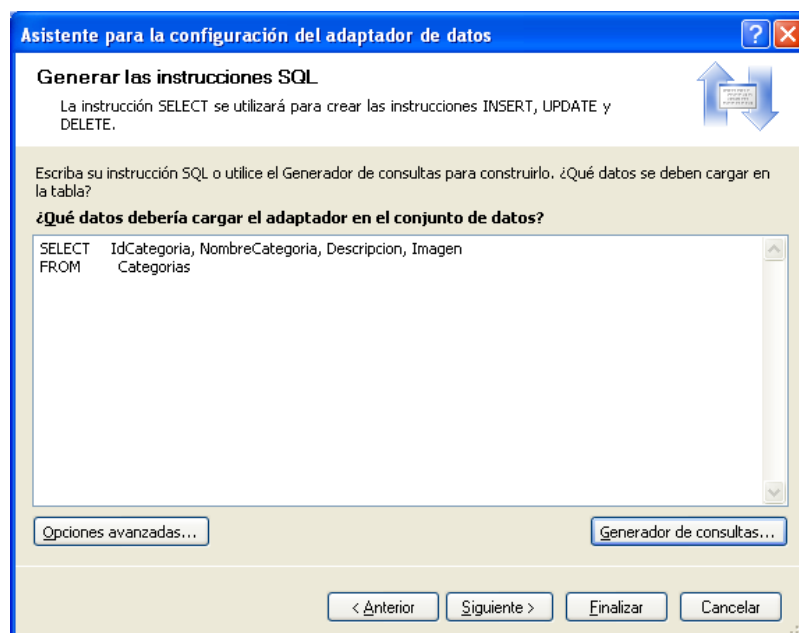 Asistente para la configuración del adaptador de datos
Generar las instrucciones SQL
La instrucción SELECT se utilizará para crear las instrucciones INSERT, UPDATE y
DELETE.
Escriba su instrucción SQL o utilice el Generador de consultas para construirlo. ¿Qué datos se deben cargar en
la tabla?
¿Qué datos debería cargar el adaptador en el conjunto de datos?
SELECT IdCategoria, NombreCategoria, Descripcion, Imagen
FROM Categorias
Opciones avanzadas... Generador de consultas...
< Anterior Siguiente > Finalizar Cancelar